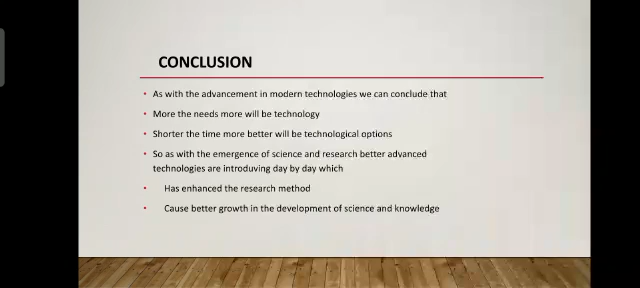 CONCLUSION
• As with the advancement in modern technologies we can conclude that
• More the needs more will be technology
• Shorter the time more better will be technological options
• So as with the emergence of science and research better advanced
technologies are introducing day by day which
• Has enhanced the research method
• Cause better growth in the development of science and knowledge